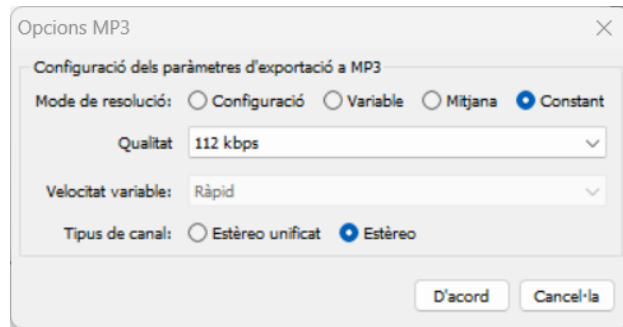 Opcions MP3
Configuració dels paràmetres d'exportació a MP3
Mode de resolució: Configuració Variable Mitjana Constant
Qualitat 112 kbps
Velocitat variable: Ràpid
Tipus de canal: Estèreo unificat Estèreo
D'acord Cancel·la